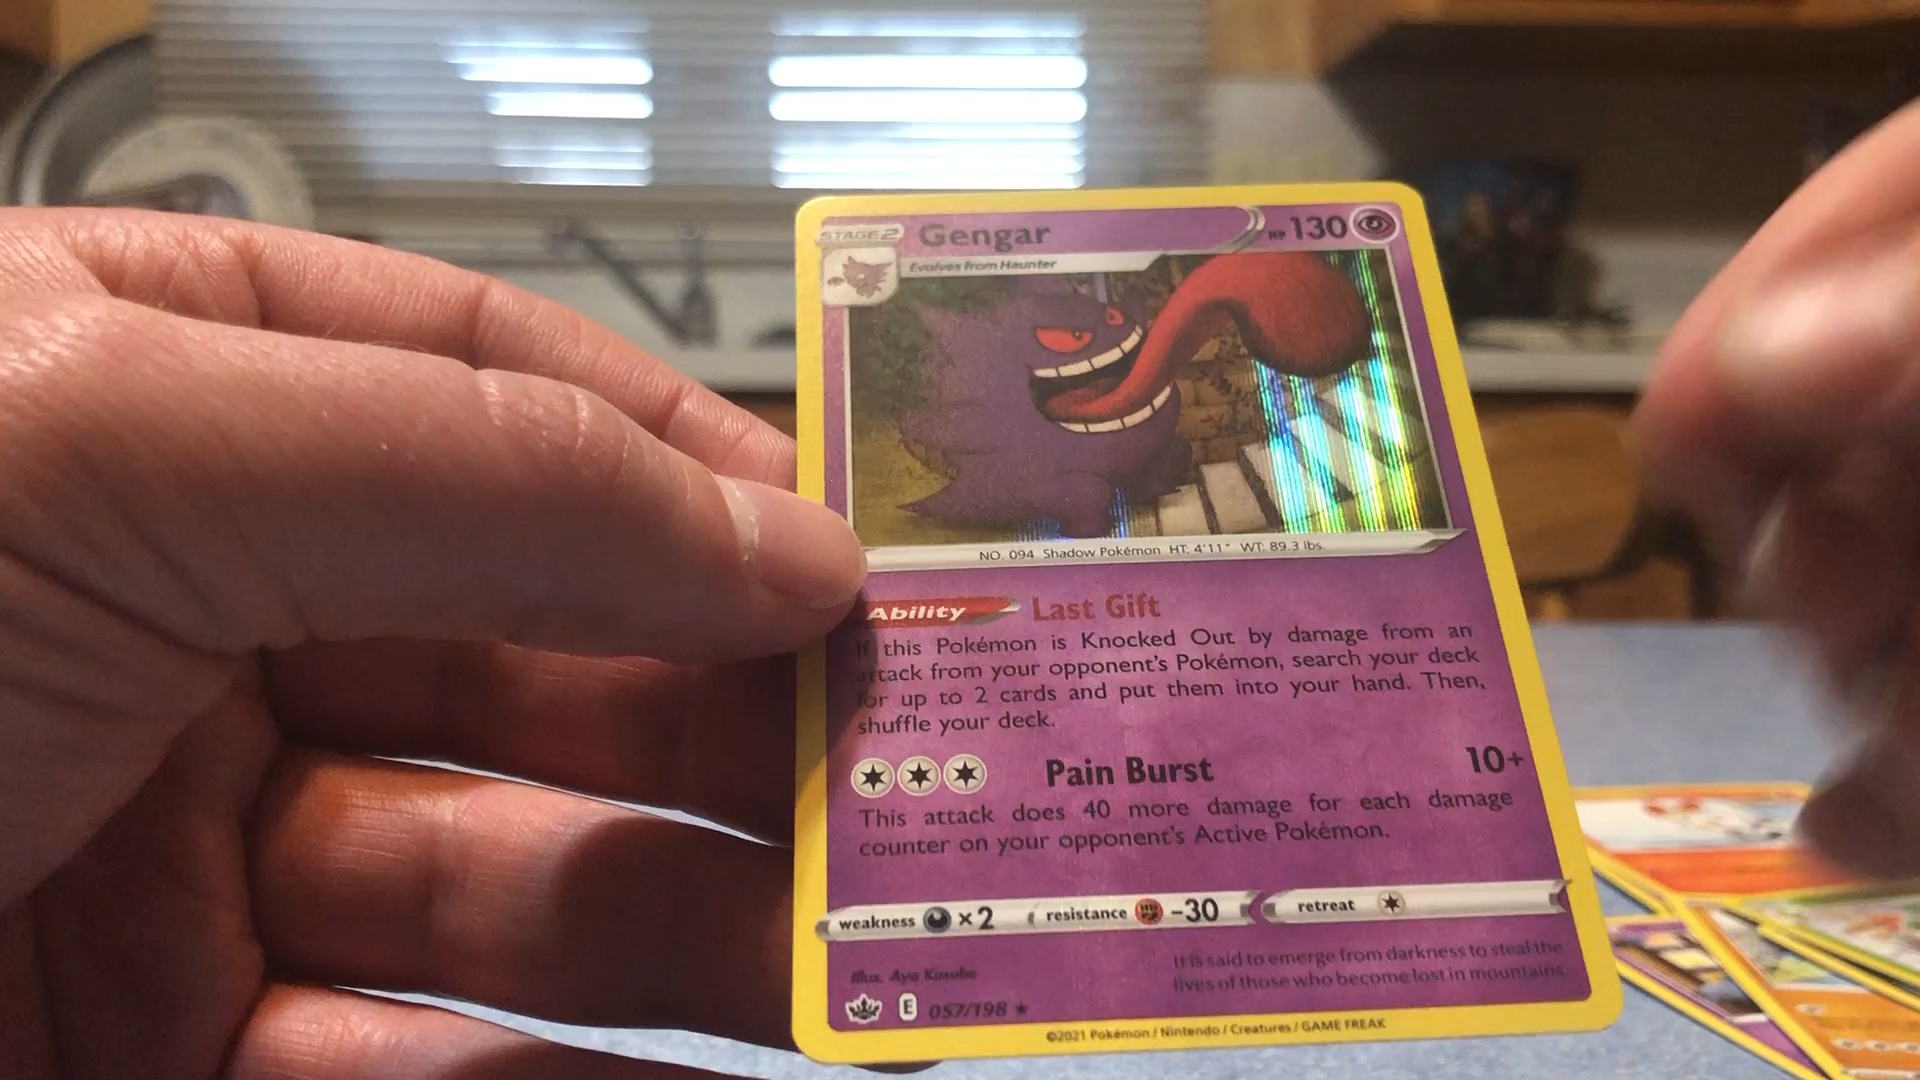 STAGE 2 Gengar HP 130
Evolves from Haunter
NO. 094 Shadow Pokémon HT: 4'11" WT: 89.3 lbs.
Ability Last Gift
If this Pokémon is Knocked Out by damage from an
attack from your opponent's Pokémon, search your deck
for up to 2 cards and put them into your hand. Then,
shuffle your deck.
Pain Burst 10+
This attack does 40 more damage for each damage
counter on your opponent's Active Pokémon.
weakness ×2 resistance -30 retreat
It is said to emerge from darkness to steal the
lives of those who become lost in mountains.
Illus. Aya Kusube
E 057/198
©2021 Pokémon / Nintendo / Creatures / GAME FREAK